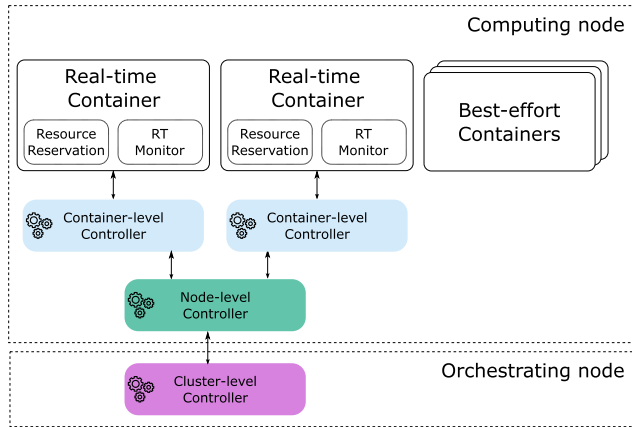 Computing node
Real-time
Container
Resource
Reservation
RT
Monitor
Real-time
Container
Resource
Reservation
RT
Monitor
Best-effort
Containers
Container-level
Controller
Container-level
Controller
Node-level
Controller
Orchestrating node
Cluster-level
Controller